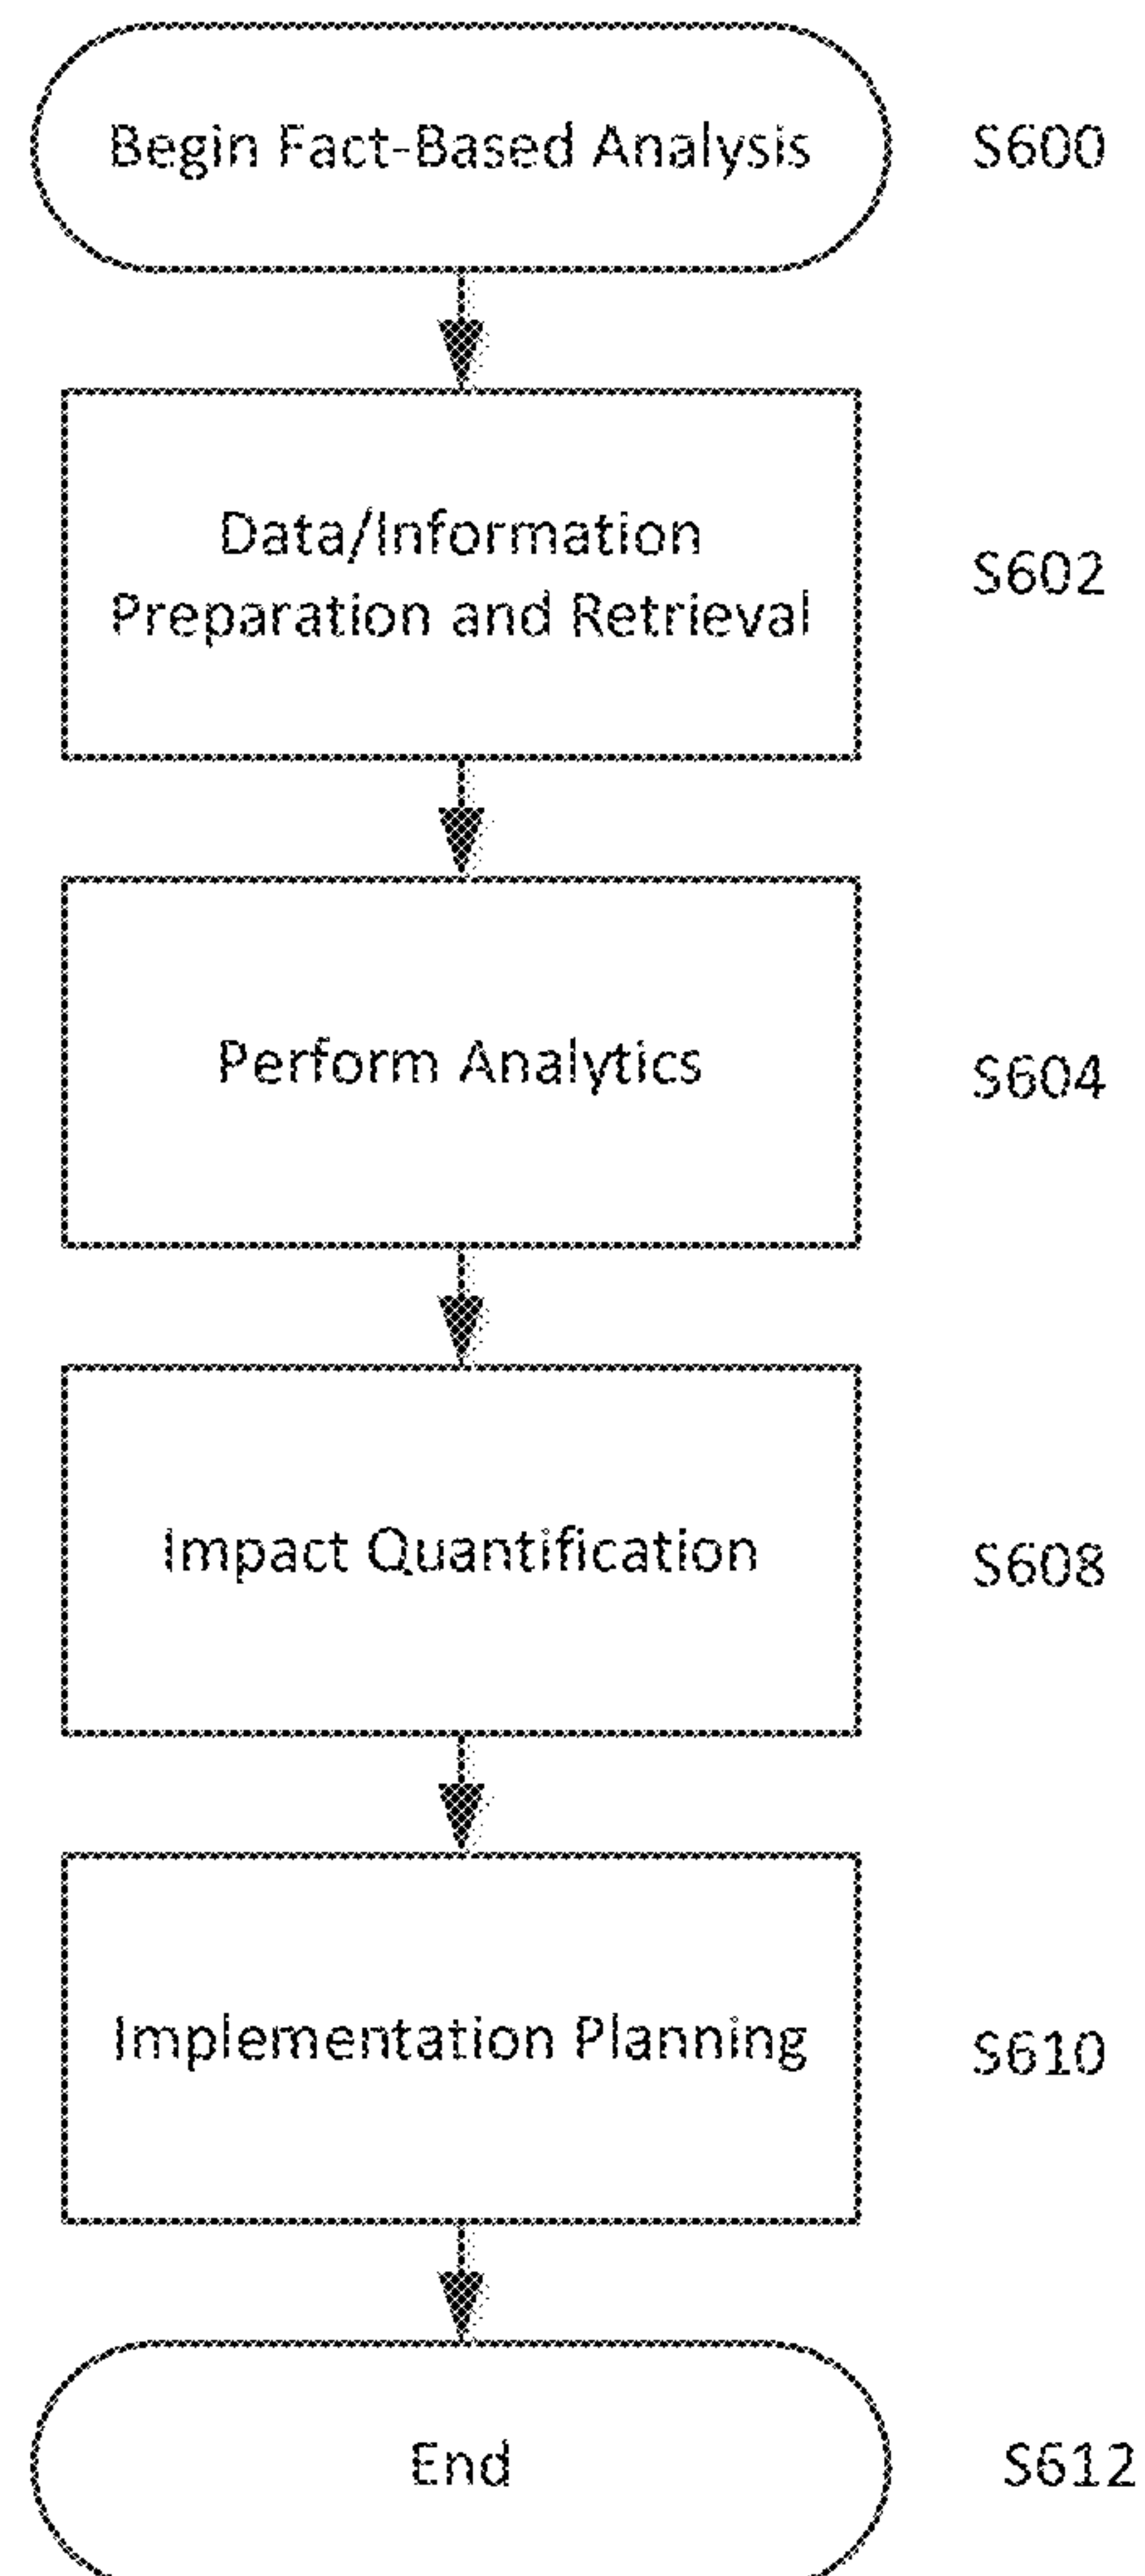 Begin Fact-Based Analysis
S600
Data/Information
Preparation and Retrieval
S602
Perform Analytics
S604
Impact Quantification
S608
Implementation Planning
S610
End
S612